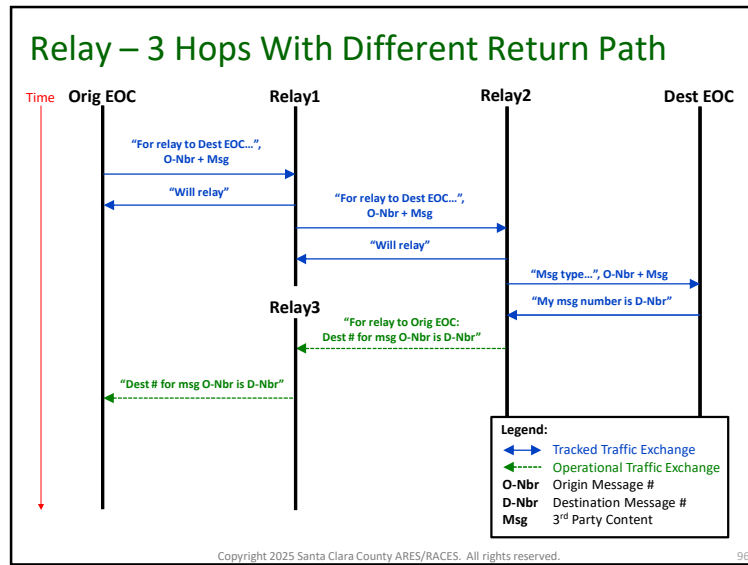 Relay – 3 Hops With Different Return Path
Time
Orig EOC
Relay1
Relay2
Dest EOC
“For relay to Dest EOC…”,
O-Nbr + Msg
“Will relay”
“For relay to Dest EOC…”,
O-Nbr + Msg
“Will relay”
“Msg type…”, O-Nbr + Msg
“My msg number is D-Nbr”
Relay3
“For relay to Orig EOC:
Dest # for msg O-Nbr is D-Nbr”
“Dest # for msg O-Nbr is D-Nbr”
Legend:
Tracked Traffic Exchange
Operational Traffic Exchange
O-Nbr Origin Message #
D-Nbr Destination Message #
Msg 3rd Party Content
Copyright 2025 Santa Clara County ARES/RACES. All rights reserved.
96